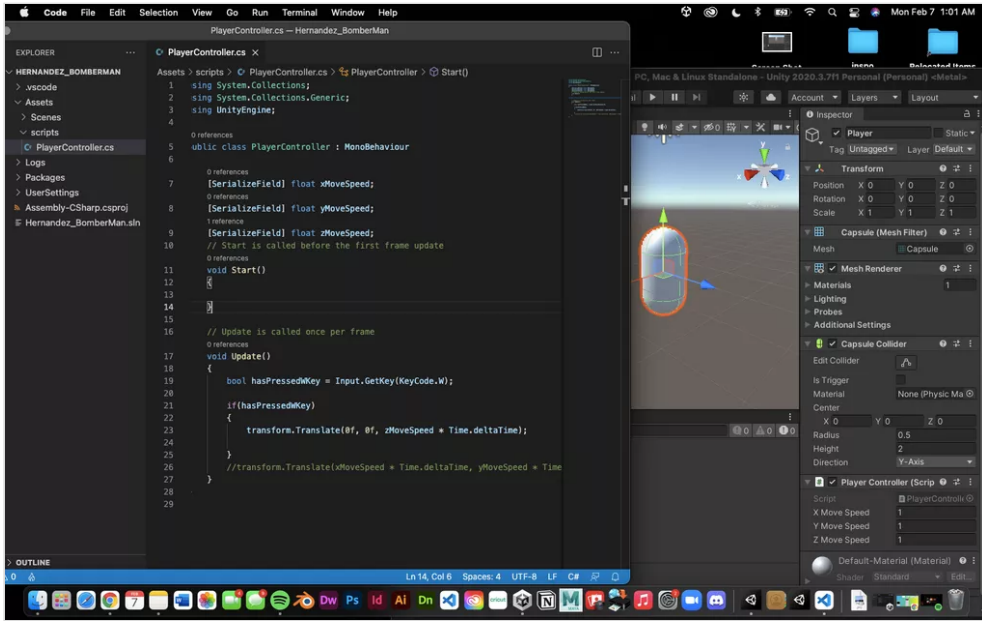 Code File Edit Selection View Go Run Terminal Window Help
Mon Feb 7 1:01 AM
PlayerController.cs — Hernandez_BomberMan
EXPLORER
HERNANDEZ_BOMBERMAN
.vscode
Assets
Scenes
scripts
PlayerController.cs
Logs
Packages
UserSettings
Assembly-CSharp.csproj
Hernandez_BomberMan.sln
OUTLINE
PlayerController.cs
Assets > scripts > PlayerController.cs > PlayerController > Start()
1 sing System.Collections;
2 sing System.Collections.Generic;
3 sing UnityEngine;
4
0 references
5 ublic class PlayerController : MonoBehaviour
6
0 references
7 [SerializeField] float xMoveSpeed;
0 references
8 [SerializeField] float yMoveSpeed;
1 reference
9 [SerializeField] float zMoveSpeed;
10 // Start is called before the first frame update
0 references
11 void Start()
12 {
13
14 }
15
16 // Update is called once per frame
0 references
17 void Update()
18 {
19 bool hasPressedWKey = Input.GetKey(KeyCode.W);
20
21 if(hasPressedWKey)
22 {
23 transform.Translate(0f, 0f, zMoveSpeed * Time.deltaTime);
24
25 }
26 //transform.Translate(xMoveSpeed * Time.deltaTime, yMoveSpeed * Time
27 }
28
29
0
Ln 14, Col 6 Spaces: 4 UTF-8 LF C#
PC, Mac & Linux Standalone - Unity 2020.3.7f1 Personal (Personal) <Metal>
Account Layers Layout
0
y
x
z
0 0 0
Inspector
Player Static
Tag Untagged Layer Default
Transform
Position X 0 Y 0 Z 0
Rotation X 0 Y 0 Z 0
Scale X 1 Y 1 Z 1
Capsule (Mesh Filter)
Mesh Capsule
Mesh Renderer
Materials 1
Lighting
Probes
Additional Settings
Capsule Collider
Edit Collider
Is Trigger
Material None (Physic Ma
Center
X 0 Y 0 Z 0
Radius 0.5
Height 2
Direction Y-Axis
Player Controller (Scrip
Script PlayerControlle
X Move Speed 1
Y Move Speed 1
Z Move Speed 1
Default-Material (Material)
Shader Standard Edit...
7 Dw Ps Id Ai Dn